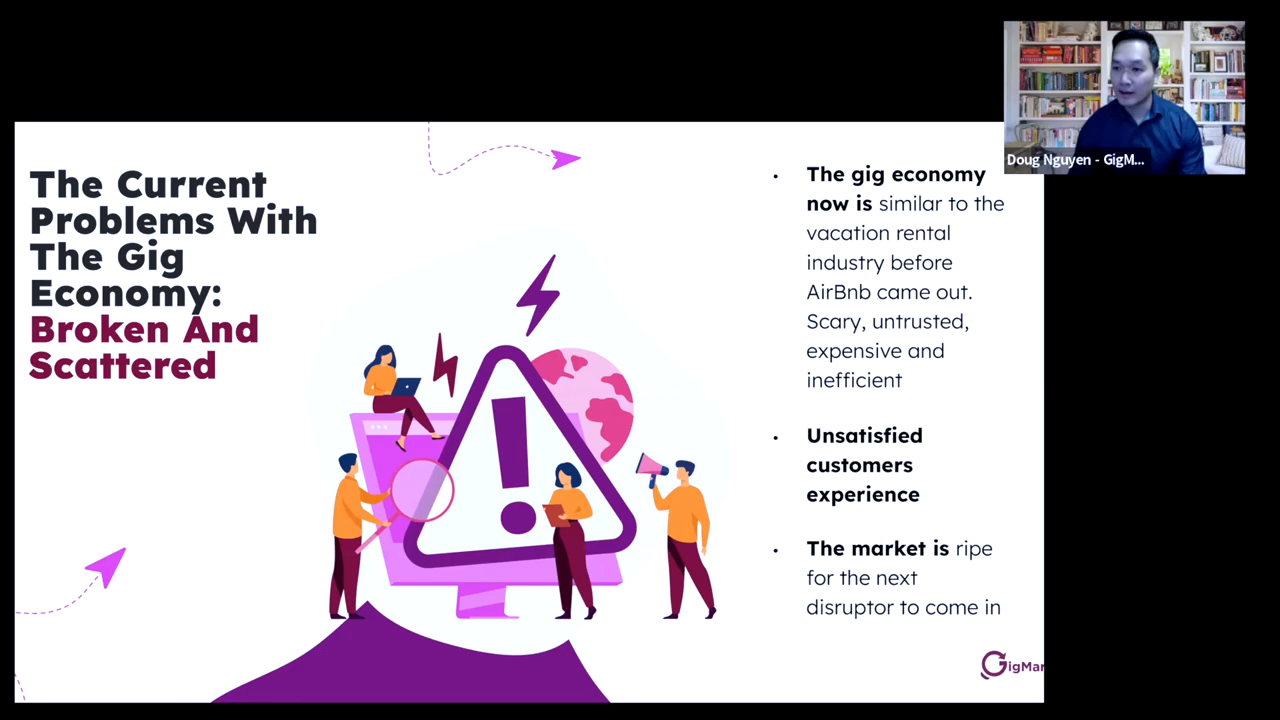 The Current
Problems With
The Gig
Economy:
Broken And
Scattered
• The gig economy
now is similar to the
vacation rental
industry before
AirBnb came out.
Scary, untrusted,
expensive and
inefficient
• Unsatisfied
customers
experience
• The market is ripe
for the next
disruptor to come in
GigMar
Doug Nguyen - GigM...